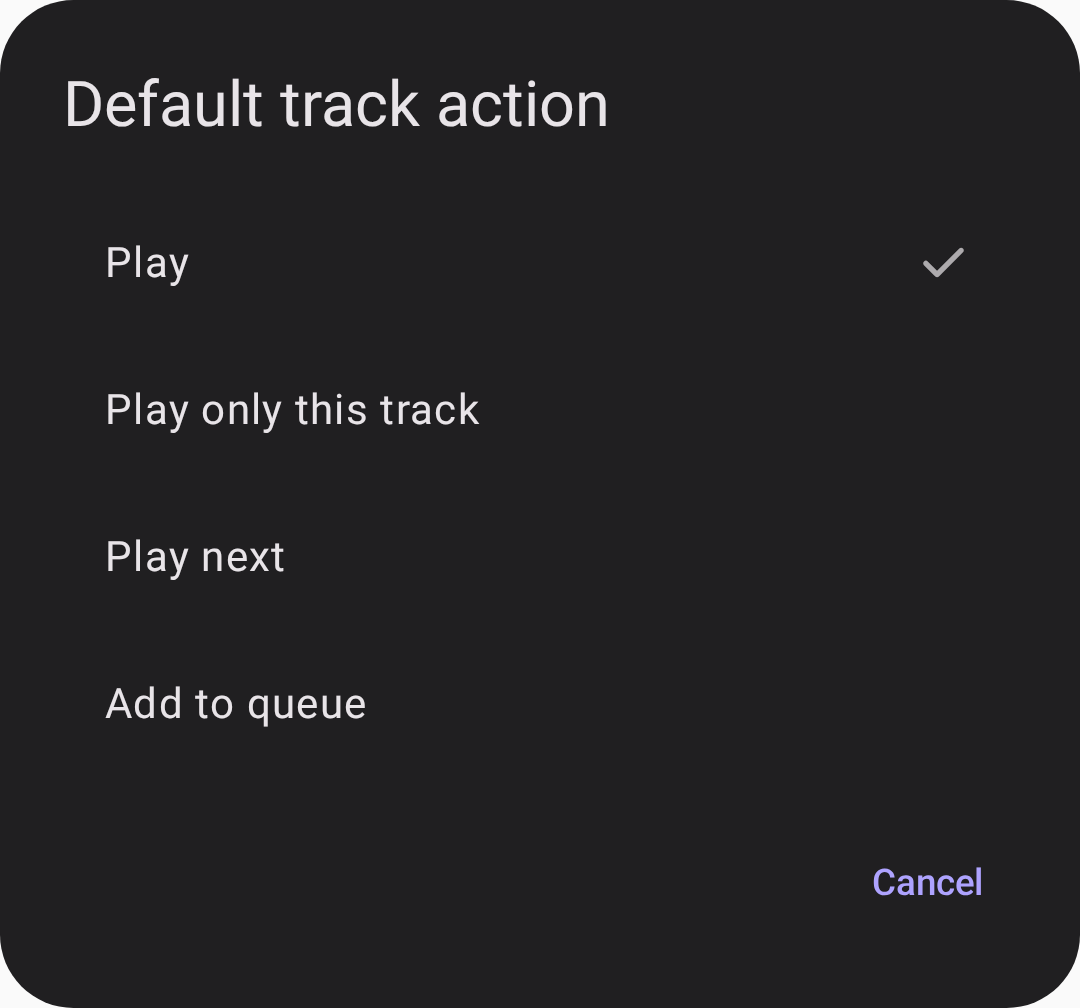 Default track action
Play
Play only this track
Play next
Add to queue
Cancel